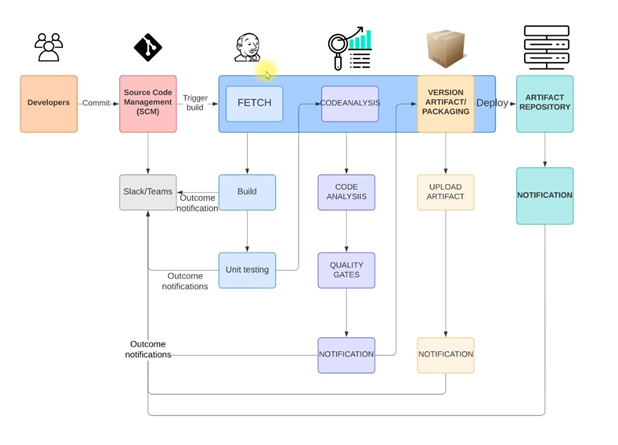 Developers
Commit
Source Code
Management
(SCM)
Trigger
build
FETCH
CODEANALYSIS
VERSION
ARTIFACT/
PACKAGING
Deploy
ARTIFACT
REPOSITORY
Slack/Teams
Outcome
notification
Build
CODE
ANALYSIIS
UPLOAD
ARTIFACT
NOTIFICATION
Outcome
notifications
Unit testing
QUALITY
GATES
Outcome
notifications
NOTIFICATION
NOTIFICATION